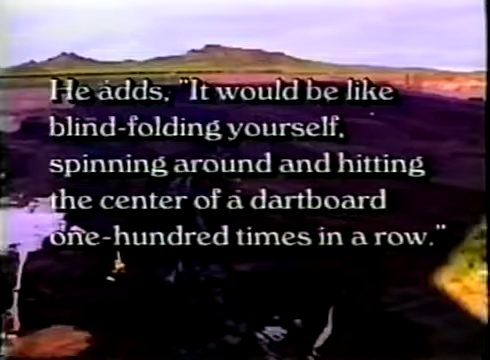 He adds, "It would be like
blind-folding yourself,
spinning around and hitting
the center of a dartboard
one-hundred times in a row."